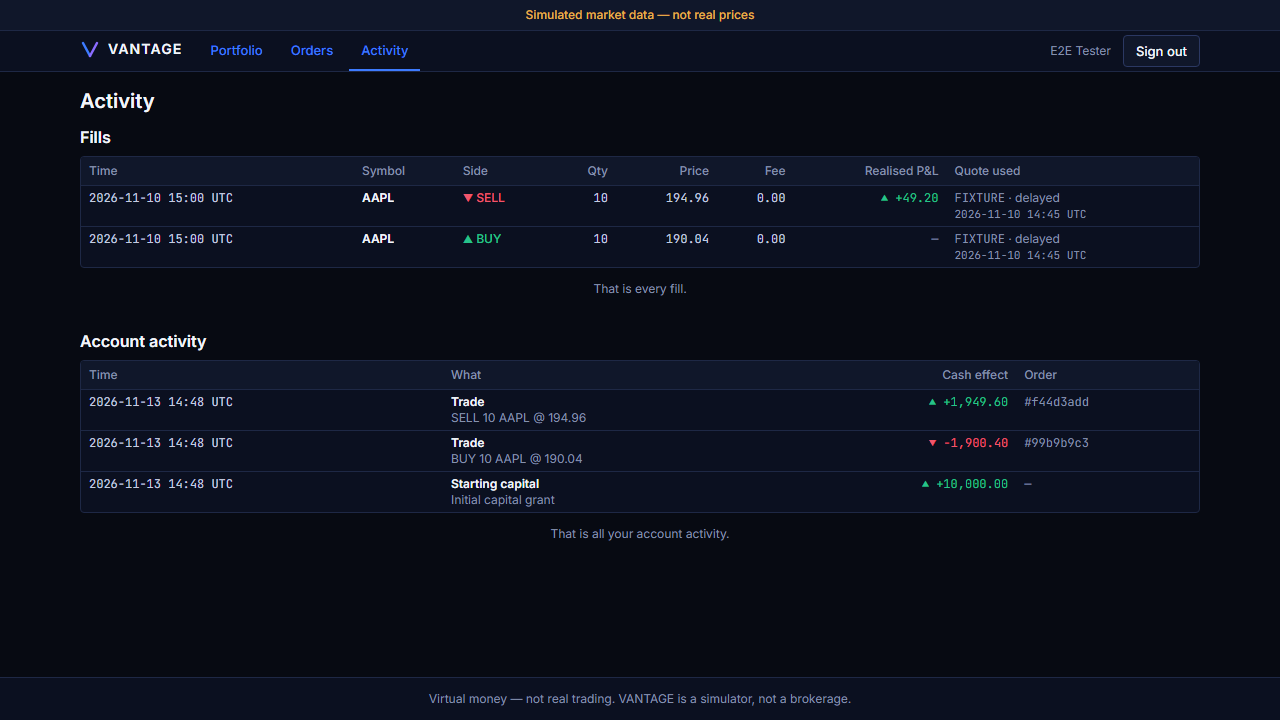 Simulated market data — not real prices
VANTAGE Portfolio Orders Activity E2E Tester Sign out
Activity
Fills
Time Symbol Side Qty Price Fee Realised P&L Quote used
2026-11-10 15:00 UTC AAPL ▼ SELL 10 194.96 0.00 ▲ +49.20 FIXTURE · delayed
2026-11-10 14:45 UTC
2026-11-10 15:00 UTC AAPL ▲ BUY 10 190.04 0.00 — FIXTURE · delayed
2026-11-10 14:45 UTC
That is every fill.
Account activity
Time What Cash effect Order
2026-11-13 14:48 UTC Trade ▲ +1,949.60 #f44d3add
SELL 10 AAPL @ 194.96
2026-11-13 14:48 UTC Trade ▼ -1,900.40 #99b9b9c3
BUY 10 AAPL @ 190.04
2026-11-13 14:48 UTC Starting capital ▲ +10,000.00 —
Initial capital grant
That is all your account activity.
Virtual money — not real trading. VANTAGE is a simulator, not a brokerage.